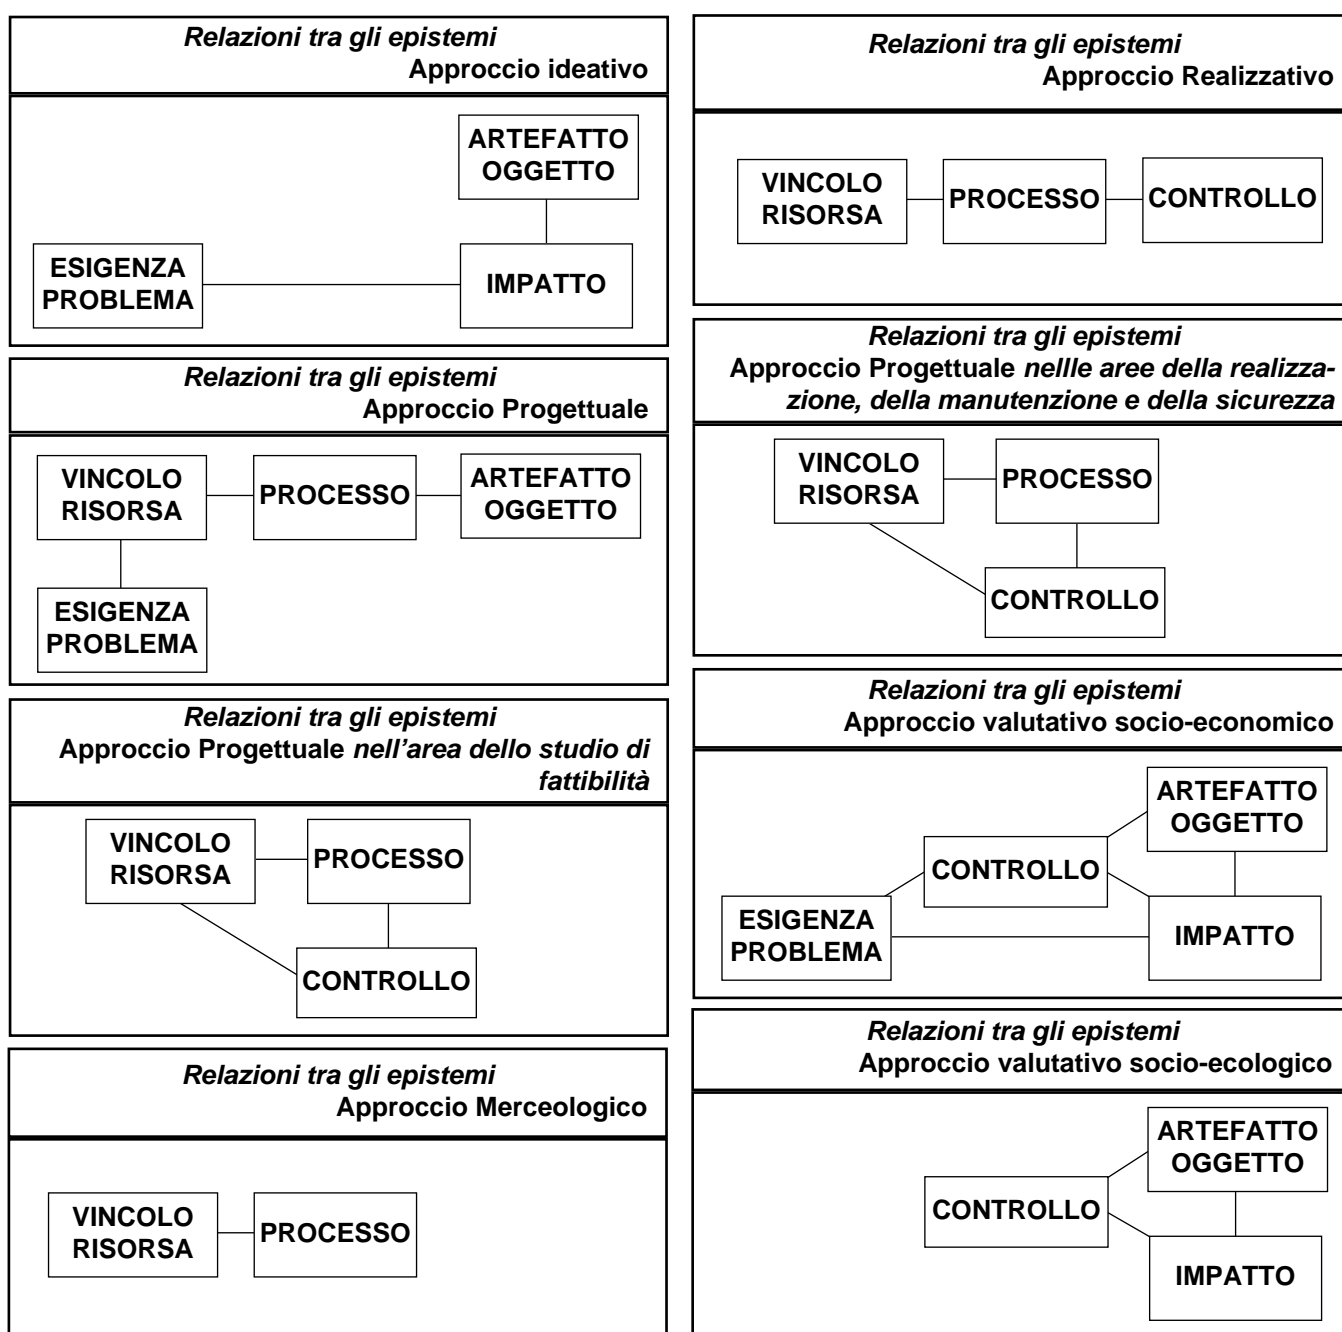 Relazioni tra gli epistemi
Approccio ideativo
ARTEFATTO
OGGETTO
ESIGENZA
PROBLEMA
IMPATTO
Relazioni tra gli epistemi
Approccio Progettuale
VINCOLO
RISORSA
PROCESSO
ARTEFATTO
OGGETTO
ESIGENZA
PROBLEMA
Relazioni tra gli epistemi
Approccio Progettuale nell'area dello studio di
fattibilità
VINCOLO
RISORSA
PROCESSO
CONTROLLO
Relazioni tra gli epistemi
Approccio Merceologico
VINCOLO
RISORSA
PROCESSO
Relazioni tra gli epistemi
Approccio Realizzativo
VINCOLO
RISORSA
PROCESSO
CONTROLLO
Relazioni tra gli epistemi
Approccio Progettuale nellle aree della realizza-
zione, della manutenzione e della sicurezza
VINCOLO
RISORSA
PROCESSO
CONTROLLO
Relazioni tra gli epistemi
Approccio valutativo socio-economico
ARTEFATTO
OGGETTO
CONTROLLO
ESIGENZA
PROBLEMA
IMPATTO
Relazioni tra gli epistemi
Approccio valutativo socio-ecologico
ARTEFATTO
OGGETTO
CONTROLLO
IMPATTO